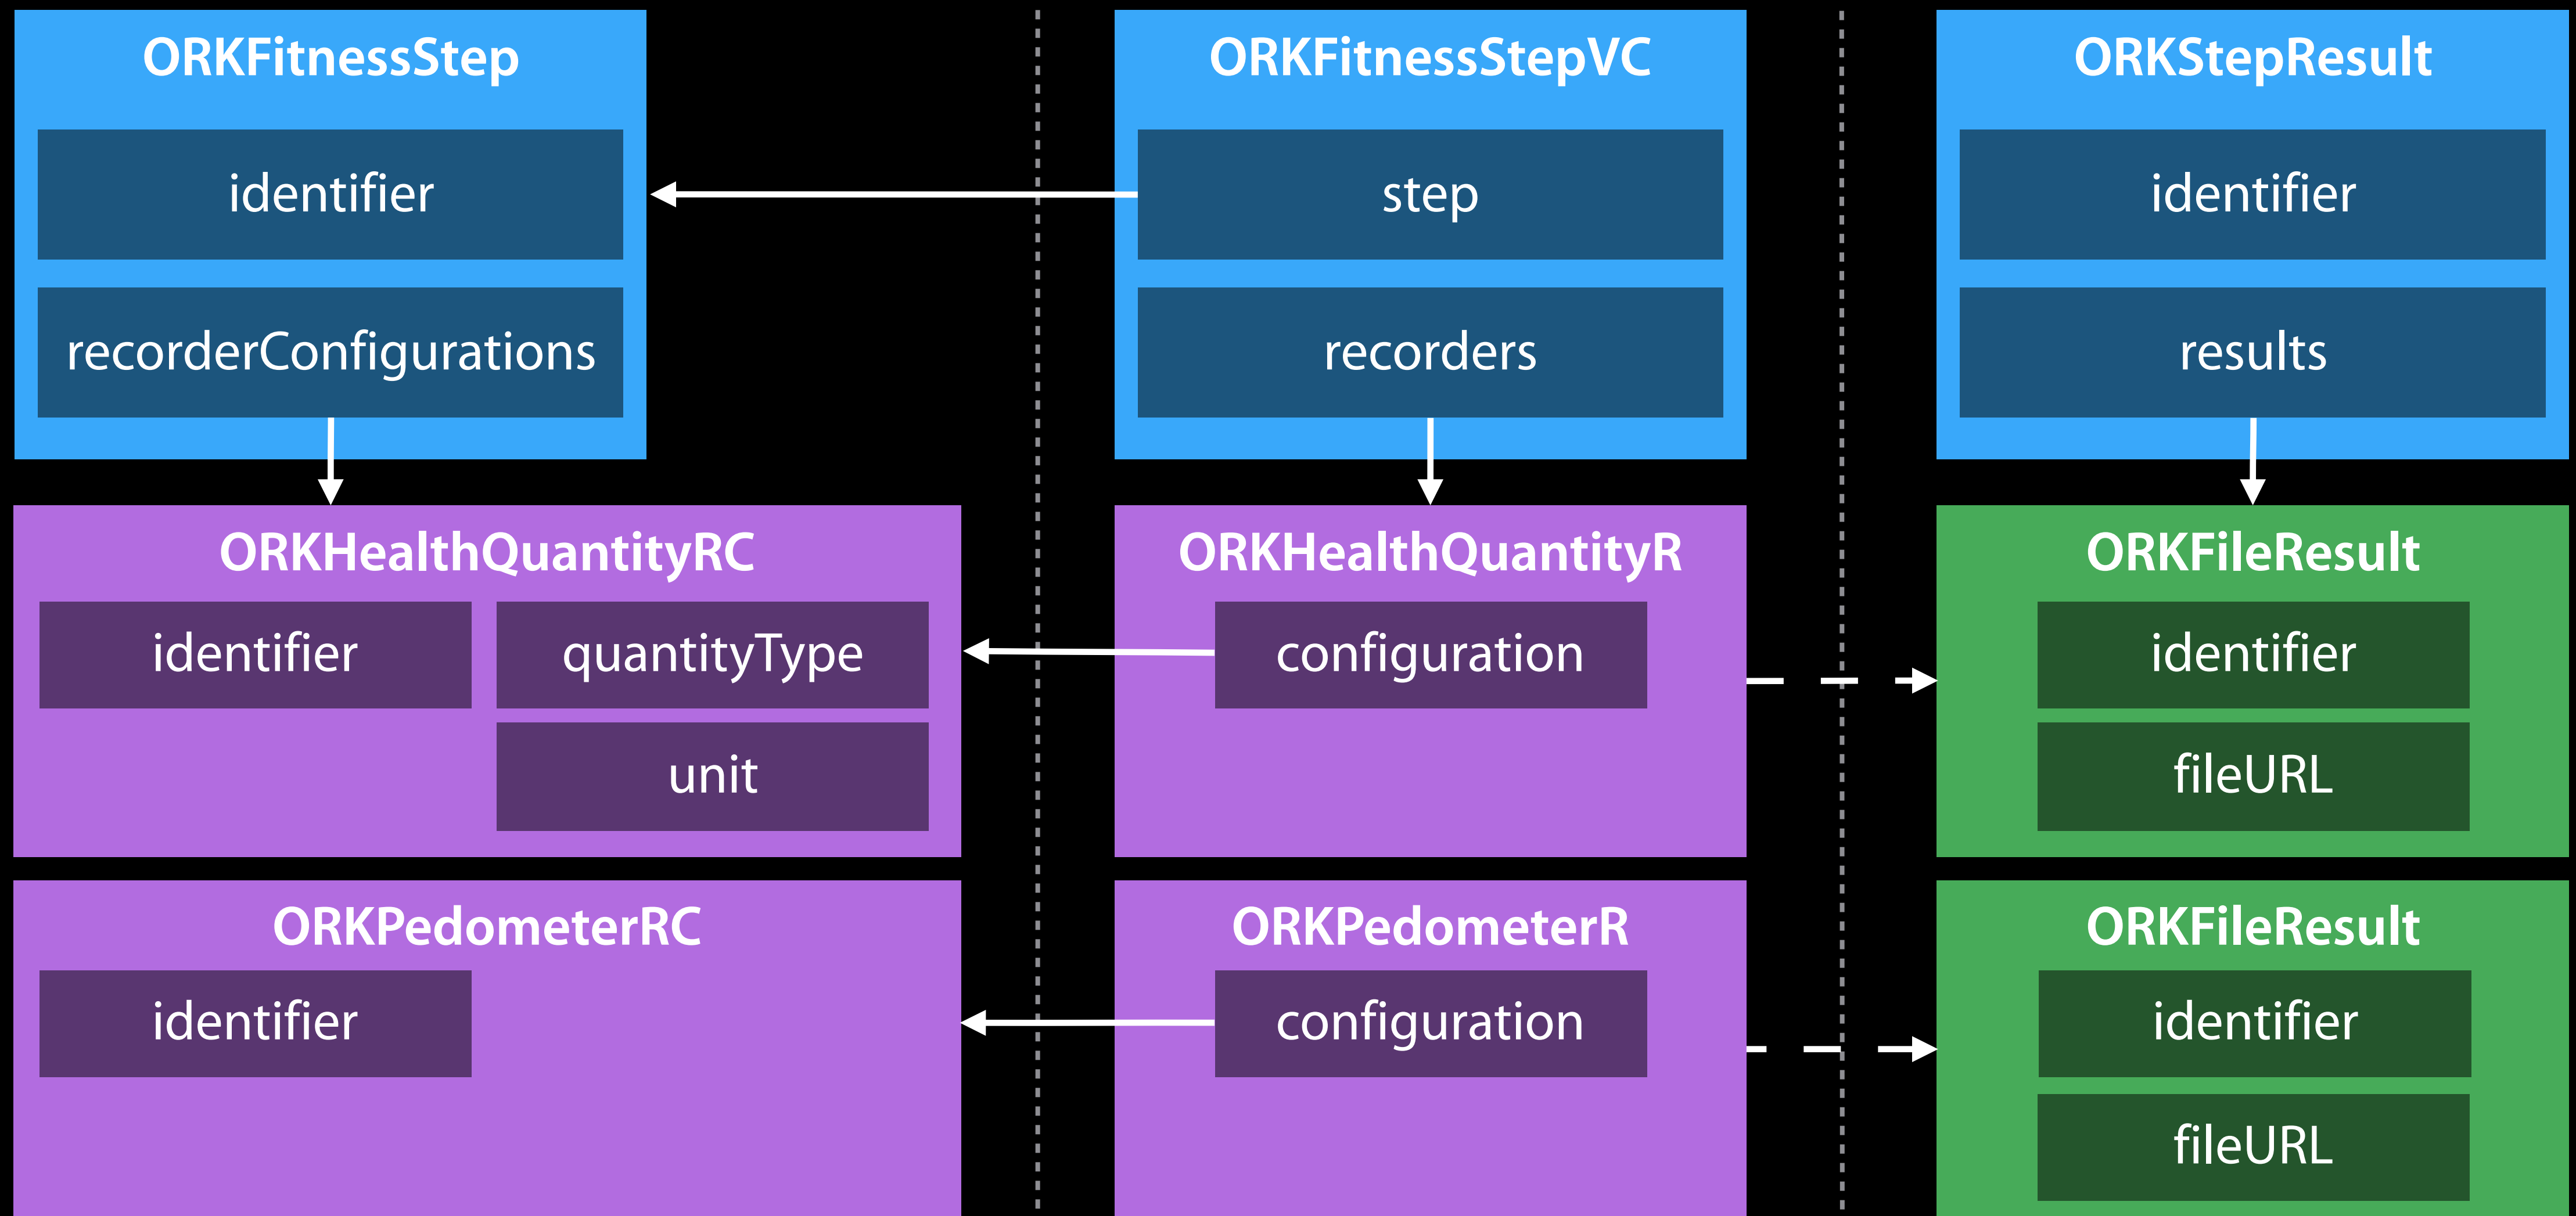 ORKFitnessStep
identifier
recorderConfigurations
ORKFitnessStepVC
step
recorders
ORKStepResult
identifier
results
ORKHealthQuantityRC
identifier
quantityType
unit
ORKHealthQuantityR
configuration
ORKFileResult
identifier
fileURL
ORKPedometerRC
identifier
ORKPedometerR
configuration
ORKFileResult
identifier
fileURL